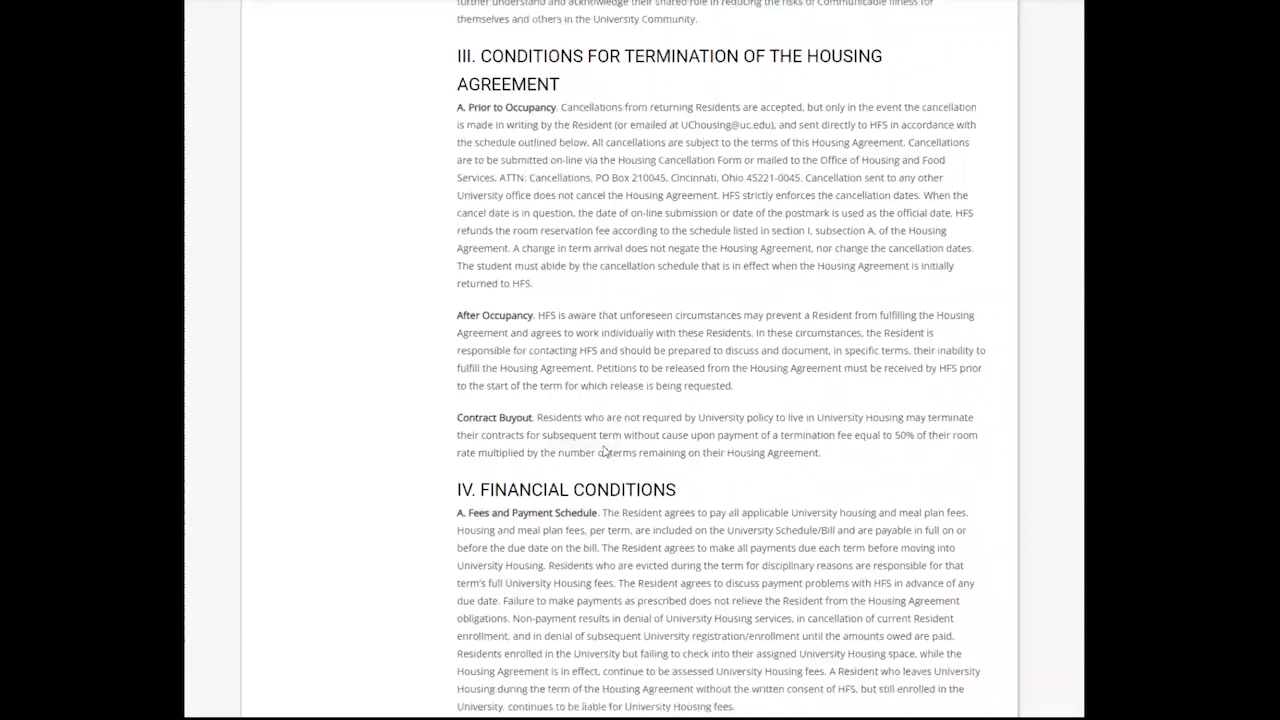 further understand and acknowledge their shared role in reducing the risks of Communicable Illness for
themselves and others in the University Community.
III. CONDITIONS FOR TERMINATION OF THE HOUSING
AGREEMENT
A. Prior to Occupancy. Cancellations from returning Residents are accepted, but only in the event the cancellation
is made in writing by the Resident (or emailed at UChousing@uc.edu), and sent directly to HFS in accordance with
the schedule outlined below. All cancellations are subject to the terms of this Housing Agreement. Cancellations
are to be submitted on-line via the Housing Cancellation Form or mailed to the Office of Housing and Food
Services, ATTN: Cancellations, PO Box 210045, Cincinnati, Ohio 45221-0045. Cancellation sent to any other
University office does not cancel the Housing Agreement. HFS strictly enforces the cancellation dates. When the
cancel date is in question, the date of on-line submission or date of the postmark is used as the official date. HFS
refunds the room reservation fee according to the schedule listed in section I, subsection A, of the Housing
Agreement. A change in term arrival does not negate the Housing Agreement, nor change the cancellation dates.
The student must abide by the cancellation schedule that is in effect when the Housing Agreement is initially
returned to HFS.
After Occupancy. HFS is aware that unforeseen circumstances may prevent a Resident from fulfilling the Housing
Agreement and agrees to work individually with these Residents. In these circumstances, the Resident is
responsible for contacting HFS and should be prepared to discuss and document, in specific terms, their inability to
fulfill the Housing Agreement. Petitions to be released from the Housing Agreement must be received by HFS prior
to the start of the term for which release is being requested.
Contract Buyout. Residents who are not required by University policy to live in University Housing may terminate
their contracts for subsequent term without cause upon payment of a termination fee equal to 50% of their room
rate multiplied by the number of terms remaining on their Housing Agreement.
IV. FINANCIAL CONDITIONS
A. Fees and Payment Schedule. The Resident agrees to pay all applicable University housing and meal plan fees.
Housing and meal plan fees, per term, are included on the University Schedule/Bill and are payable in full on or
before the due date on the bill. The Resident agrees to make all payments due each term before moving into
University Housing. Residents who are evicted during the term for disciplinary reasons are responsible for that
term's full University Housing fees. The Resident agrees to discuss payment problems with HFS in advance of any
due date. Failure to make payments as prescribed does not relieve the Resident from the Housing Agreement
obligations. Non-payment results in denial of University Housing services, in cancellation of current Resident
enrollment, and in denial of subsequent University registration/enrollment until the amounts owed are paid.
Residents enrolled in the University but failing to check into their assigned University Housing space, while the
Housing Agreement is in effect, continue to be assessed University Housing fees. A Resident who leaves University
Housing during the term of the Housing Agreement without the written consent of HFS, but still enrolled in the
University, continues to be liable for University Housing fees.